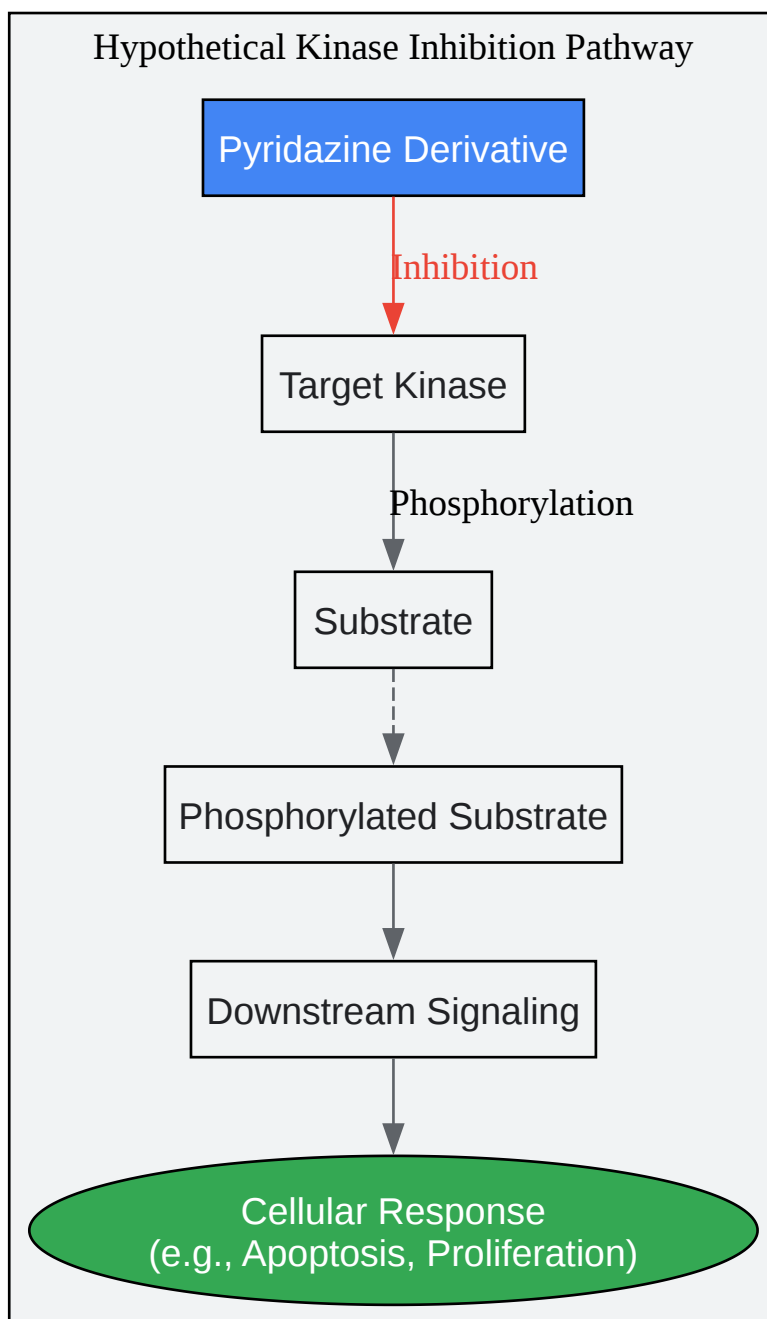 Hypothetical Kinase Inhibition Pathway
Pyridazine Derivative
Inhibition
Target Kinase
Phosphorylation
Substrate
Phosphorylated Substrate
Downstream Signaling
Cellular Response
(e.g., Apoptosis, Proliferation)